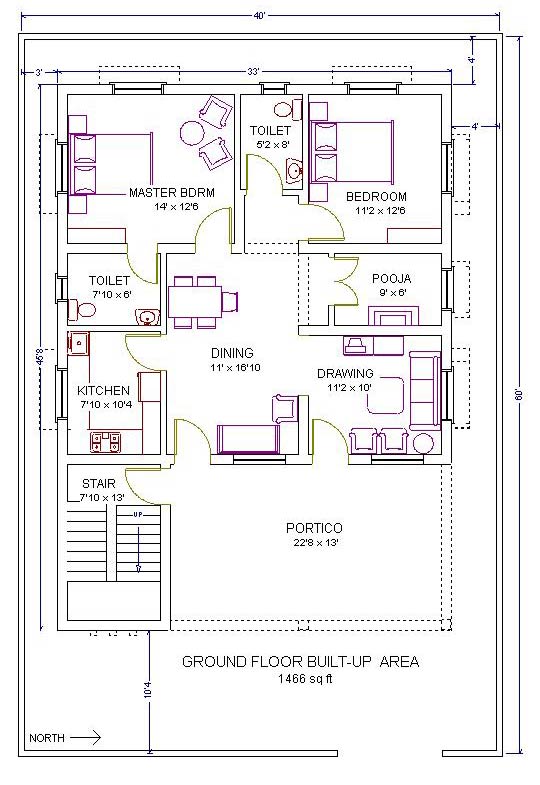 40'
4'
3'
33'
4'
TOILET
5'2 x 8'
MASTER BDRM
14' x 12'6
BEDROOM
11'2 x 12'6
TOILET
7'10 x 6'
POOJA
9' x 6'
45'8
DINING
11' x 16'10
KITCHEN
7'10 x 10'4
DRAWING
11'2 x 10'
60'
STAIR
7'10 x 13'
UP
PORTICO
22'8 x 13'
GROUND FLOOR BUILT-UP AREA
1466 sq ft
10'4
NORTH